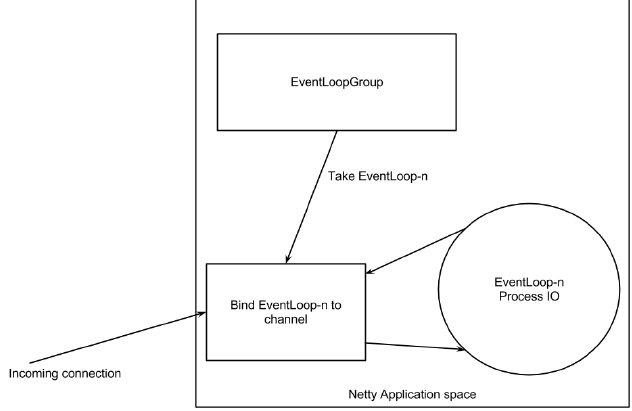 EventLoopGroup
Take EventLoop-n
EventLoop-n
Process IO
Bind EventLoop-n to
channel
Incoming connection
Netty Application space